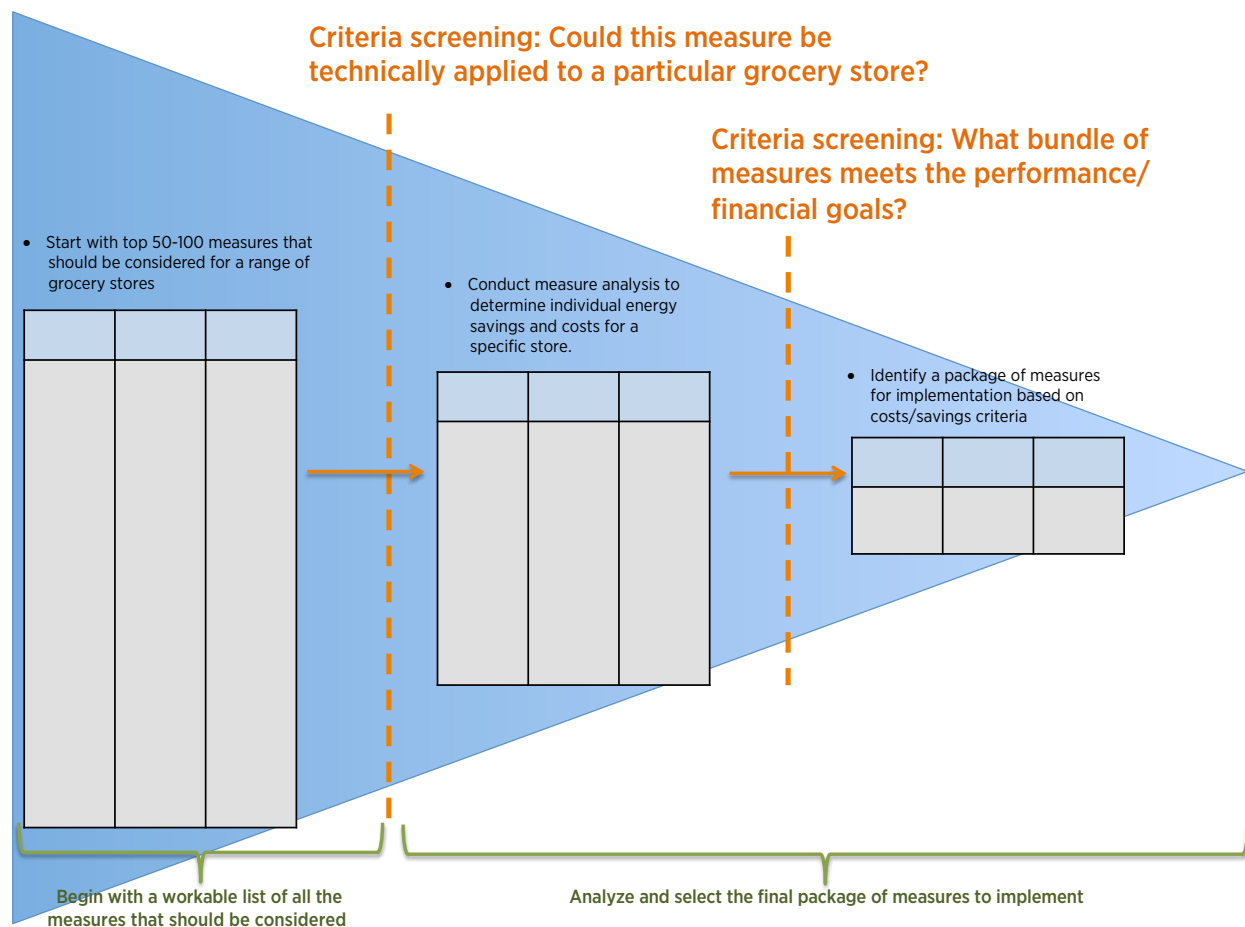 Criteria screening: Could this measure be
technically applied to a particular grocery store?
Criteria screening: What bundle of
measures meets the performance/
financial goals?
• Start with top 50-100 measures that
should be considered for a range of
grocery stores
• Conduct measure analysis to
determine individual energy
savings and costs for a
specific store.
• Identify a package of measures
for implementation based on
costs/savings criteria
Begin with a workable list of all the
measures that should be considered
Analyze and select the final package of measures to implement